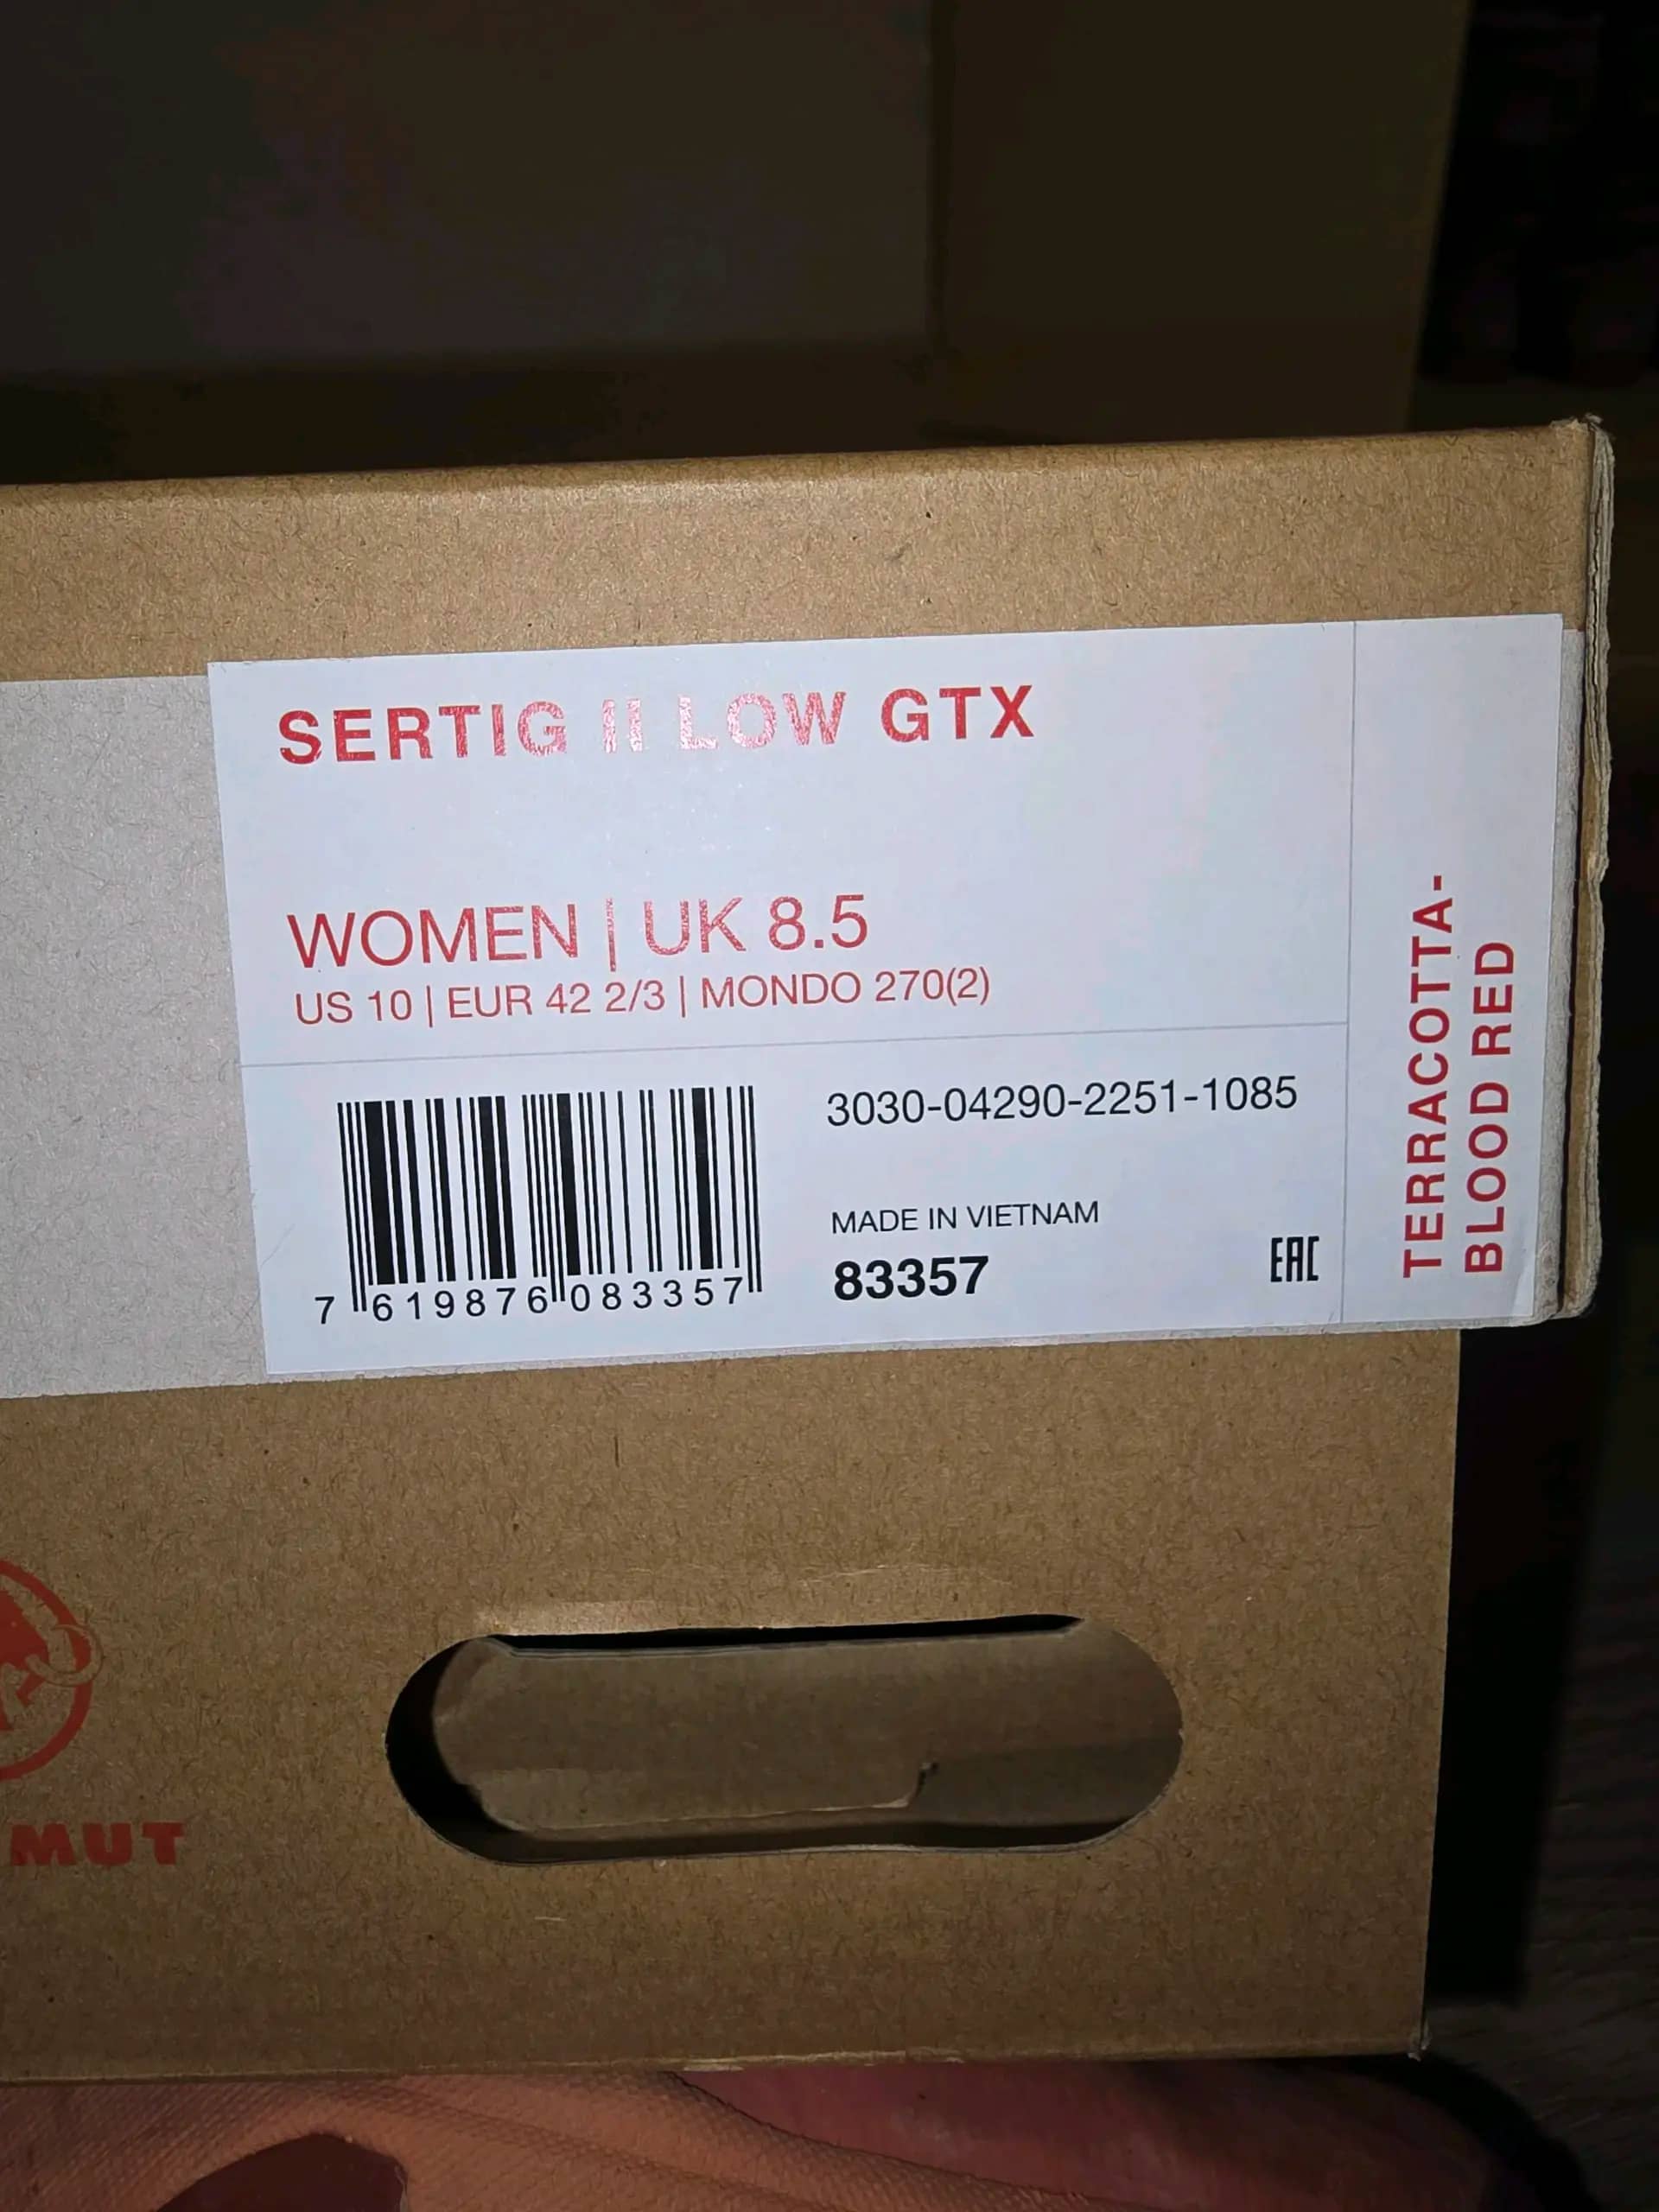 SERTIG II LOW GTX
WOMEN | UK 8.5
US 10 | EUR 42 2/3 | MONDO 270(2)
3030-04290-2251-1085
MADE IN VIETNAM
83357
EAC
7 619876 083357
TERRACOTTA-
BLOOD RED
MUT